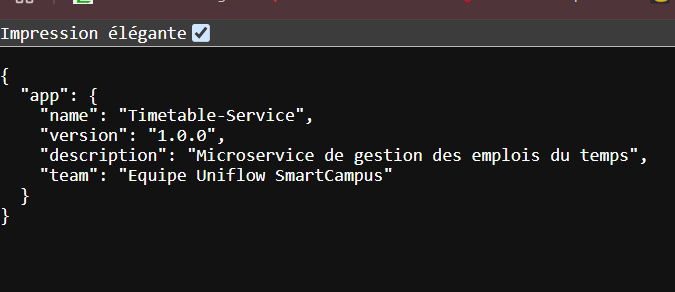 Impression élégante
{
"app": {
"name": "Timetable-Service",
"version": "1.0.0",
"description": "Microservice de gestion des emplois du temps",
"team": "Equipe Uniflow SmartCampus"
}
}